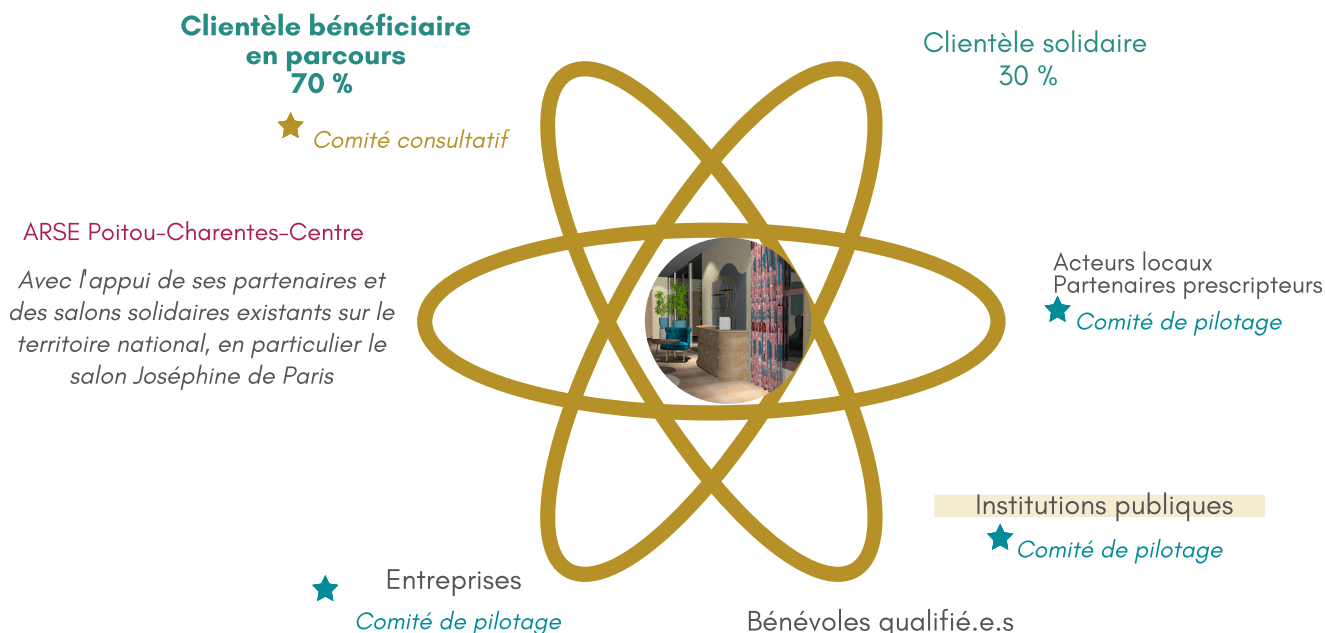 Clientèle bénéficiaire
en parcours
70 %
Comité consultatif
Clientèle solidaire
30 %
ARSE Poitou-Charentes-Centre
Avec l'appui de ses partenaires et
des salons solidaires existants sur le
territoire national, en particulier le
salon Joséphine de Paris
Acteurs locaux
Partenaires prescripteurs
Comité de pilotage
Institutions publiques
Comité de pilotage
Entreprises
Comité de pilotage
Bénévoles qualifié.e.s